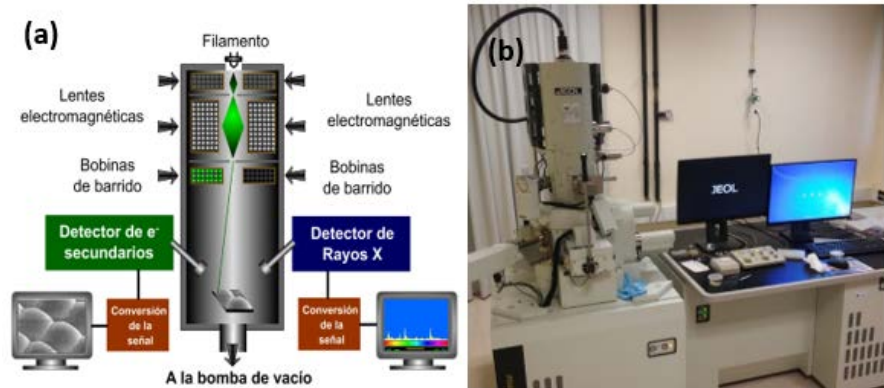 (a)
Filamento
Lentes
electromagnéticas
Lentes
electromagnéticas
Bobinas
de barrido
Bobinas
de barrido
Detector de e-
secundarios
Detector de
Rayos X
Conversión
de la
señal
Conversión
de la
señal
A la bomba de vacío
(b)
JEOL
JEOL